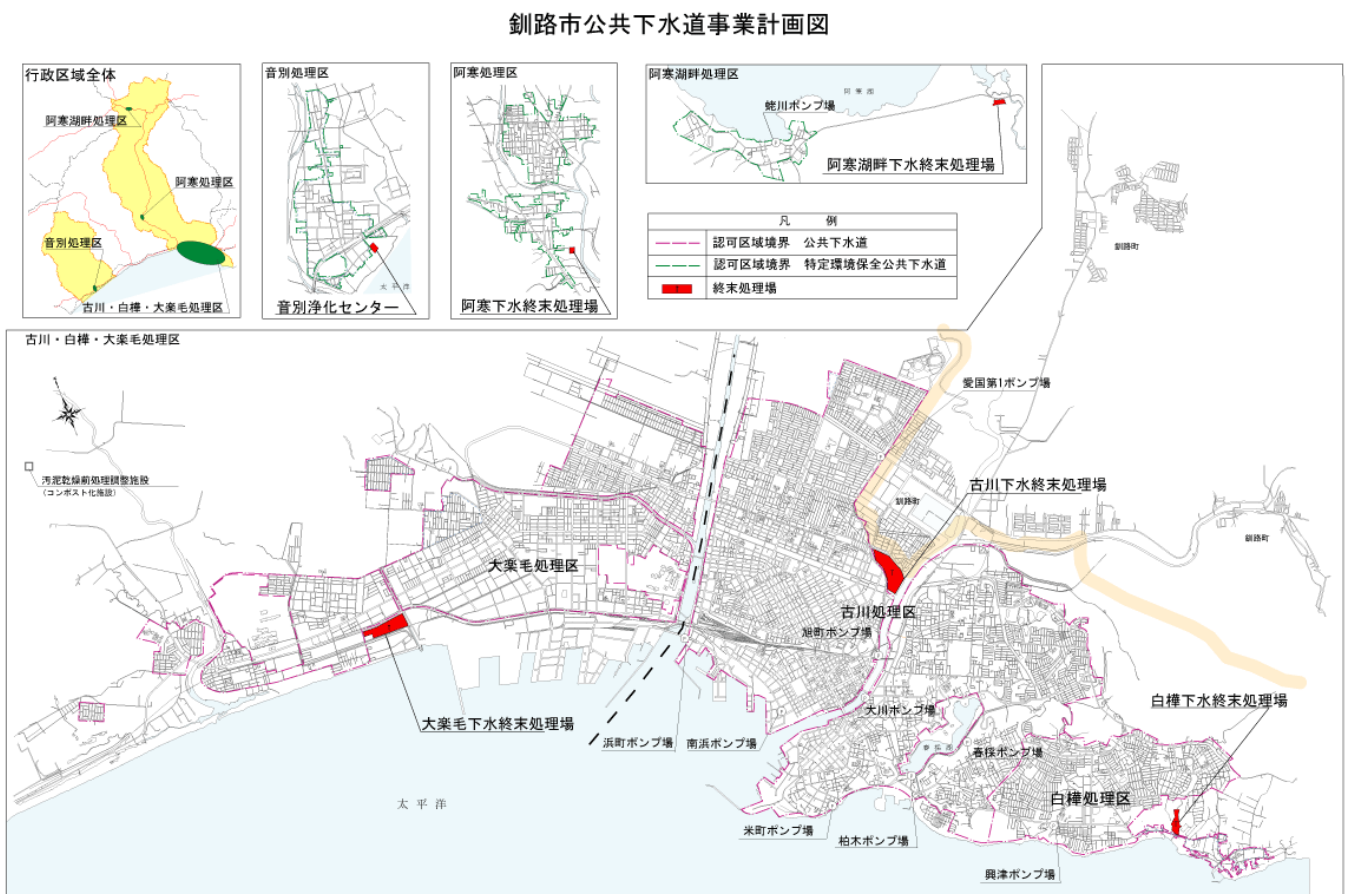 釧路市公共下水道事業計画図
行政区域全体
阿寒湖畔処理区
阿寒処理区
音別処理区
古川・白樺・大楽毛処理区
音別処理区
太平洋
音別浄化センター
阿寒処理区
阿寒下水終末処理場
阿寒湖畔処理区
阿寒湖
蛇川ポンプ場
阿寒湖畔下水終末処理場
凡 例
認可区域境界 公共下水道
認可区域境界 特定環境保全公共下水道
終末処理場
釧路町
古川・白樺・大楽毛処理区
愛国第1ポンプ場
汚泥乾燥前処理調整施設
(コンポスト化施設)
古川下水終末処理場
釧路町
釧路町
大楽毛処理区
古川処理区
旭町ポンプ場
白樺下水終末処理場
大川ポンプ場
大楽毛下水終末処理場
浜町ポンプ場
南浜ポンプ場
春採湖
春採ポンプ場
太平洋
白樺処理区
米町ポンプ場
柏木ポンプ場
興津ポンプ場